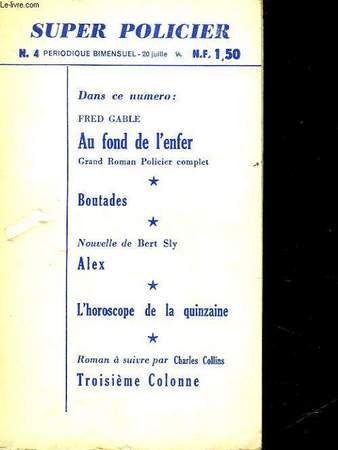 Le-livre.com
SUPER POLICIER
N. 4 PERIODIQUE BIMENSUEL - 20 juille N.F. 1,50
Dans ce numero:
FRED GABLE
Au fond de l'enfer
Grand Roman Policier complet
Boutades
Nouvelle de Bert Sly
Alex
L'horoscope de la quinzaine
Roman à suivre par Charles Collins
Troisième Colonne